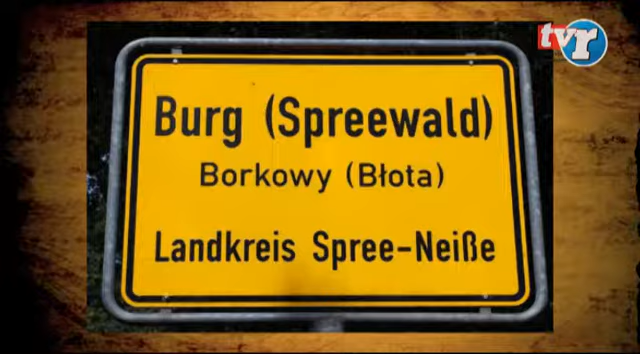 tvr
Burg (Spreewald)
Borkowy (Błota)
Landkreis Spree-Neiße